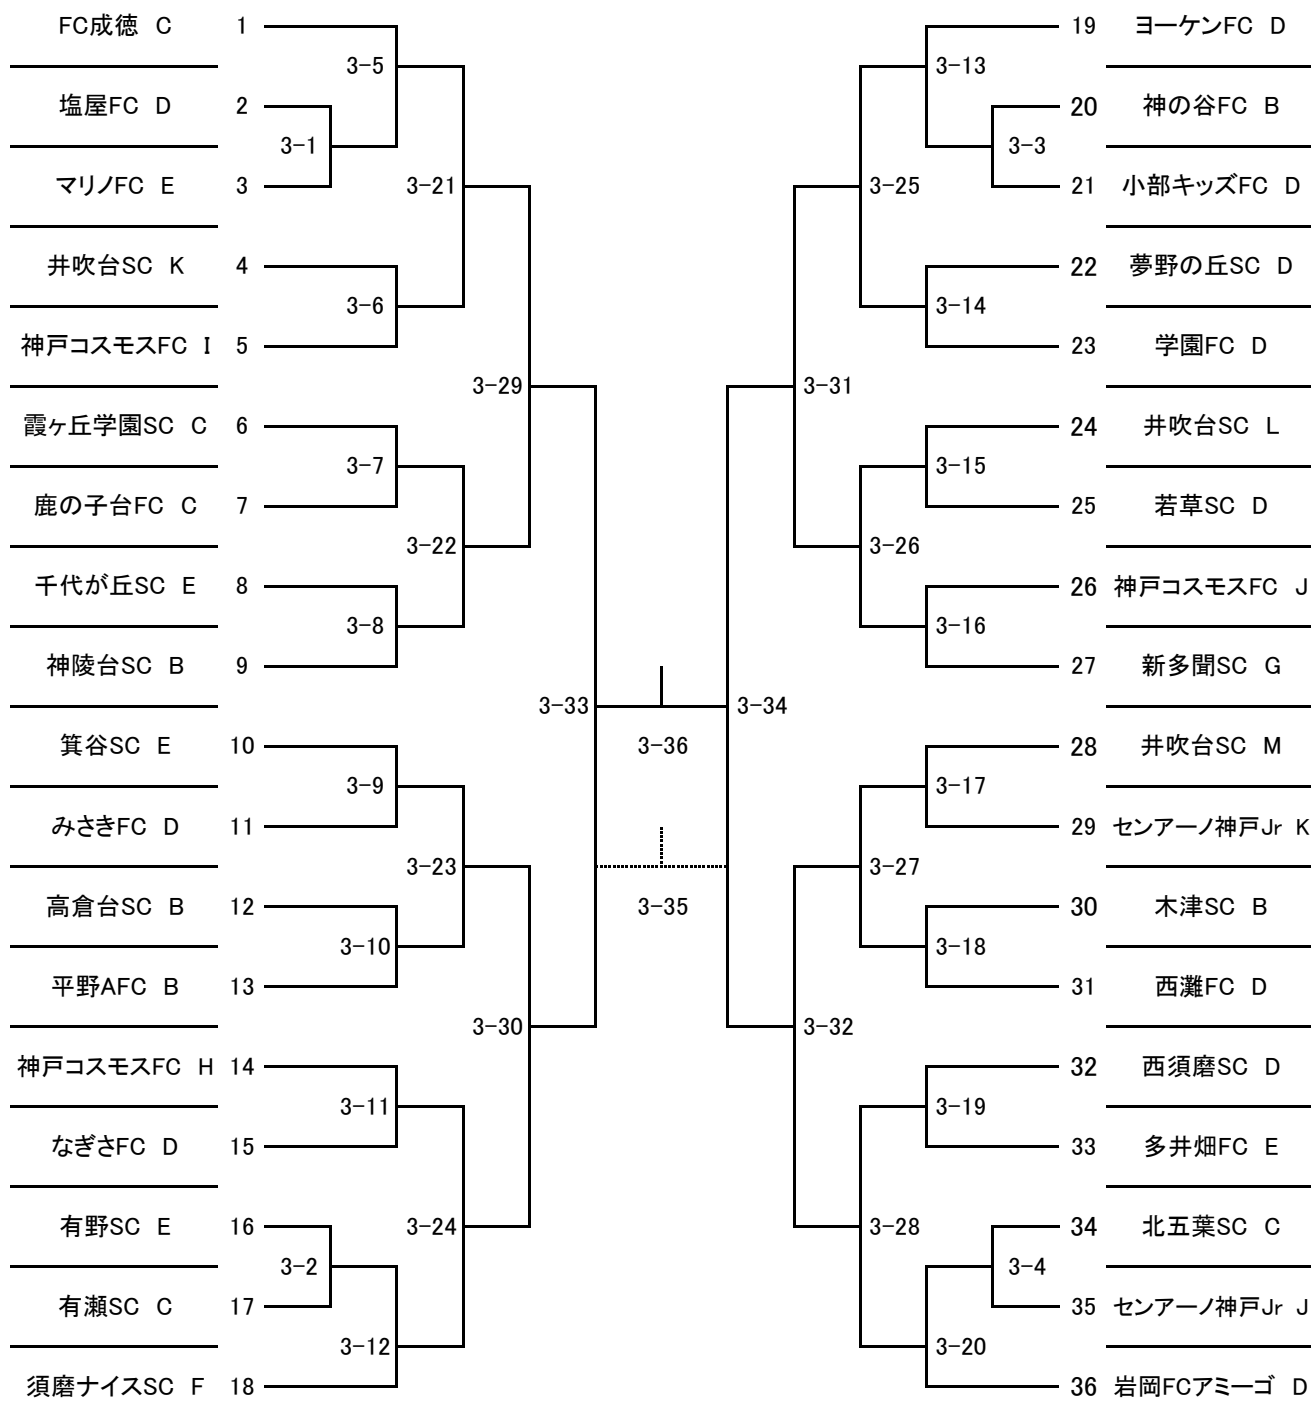 FC成徳 C 1
3-5
塩屋FC D 2
3-1
マリノFC E 3
3-21
井吹台SC K 4
3-6
神戸コスモスFC I 5
3-29
霞ヶ丘学園SC C 6
3-7
鹿の子台FC C 7
3-22
千代が丘SC E 8
3-8
神陵台SC B 9
3-33
箕谷SC E 10
3-9
みさきFC D 11
3-23
高倉台SC B 12
3-10
平野AFC B 13
3-30
神戸コスモスFC H 14
3-11
なぎさFC D 15
有野SC E 16
3-24
3-2
有瀬SC C 17
3-12
須磨ナイスSC F 18
3-36
3-35
19 ヨーケンFC D
3-13
20 神の谷FC B
3-3
21 小部キッズFC D
3-25
22 夢野の丘SC D
3-14
23 学園FC D
3-31
24 井吹台SC L
3-15
25 若草SC D
3-26
26 神戸コスモスFC J
3-16
27 新多聞SC G
3-34
28 井吹台SC M
3-17
29 センアーノ神戸Jr K
3-27
30 木津SC B
3-18
31 西灘FC D
3-32
32 西須磨SC D
3-19
33 多井畑FC E
3-28
34 北五葉SC C
3-4
35 センアーノ神戸Jr J
3-20
36 岩岡FCアミーゴ D